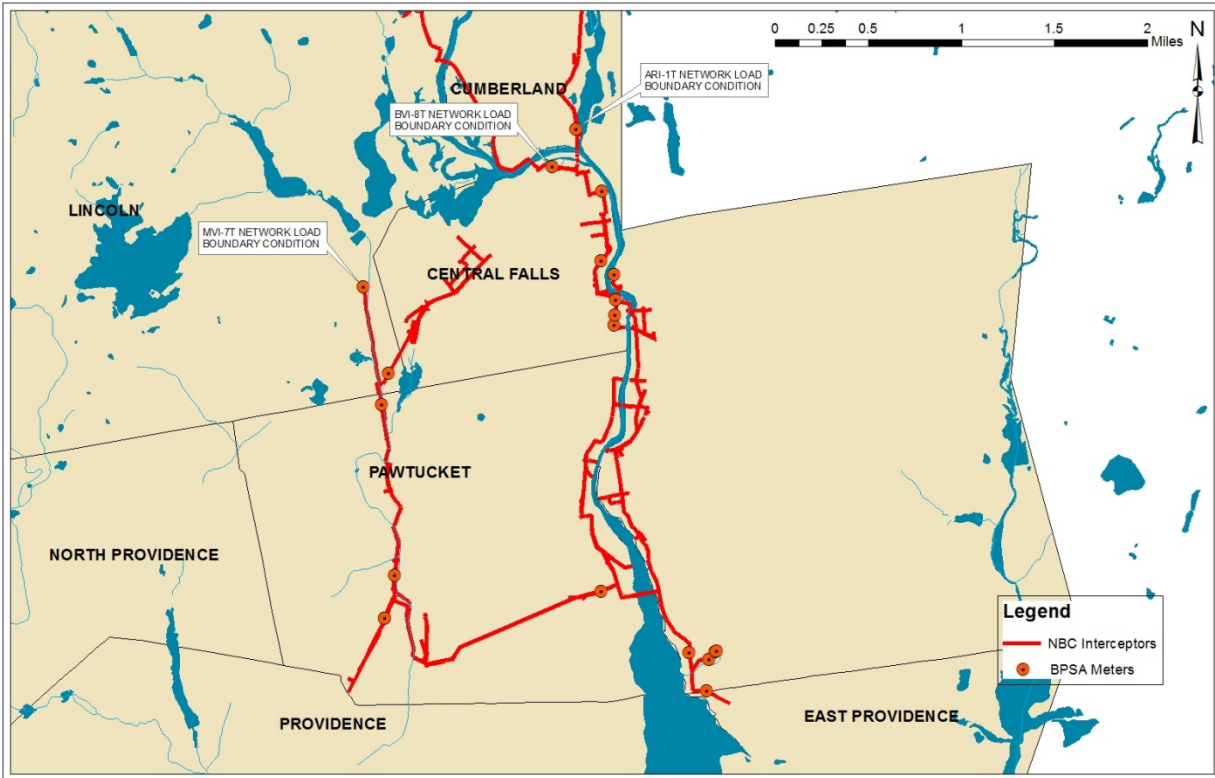 0 0.25 0.5 1 1.5 2
Miles
N
ARI-1T NETWORK LOAD
BOUNDARY CONDITION
CUMBERLAND
BVI-8T NETWORK LOAD
BOUNDARY CONDITION
LINCOLN
MVI-7T NETWORK LOAD
BOUNDARY CONDITION
CENTRAL FALLS
PAWTUCKET
NORTH PROVIDENCE
Legend
NBC Interceptors
BPSA Meters
PROVIDENCE
EAST PROVIDENCE